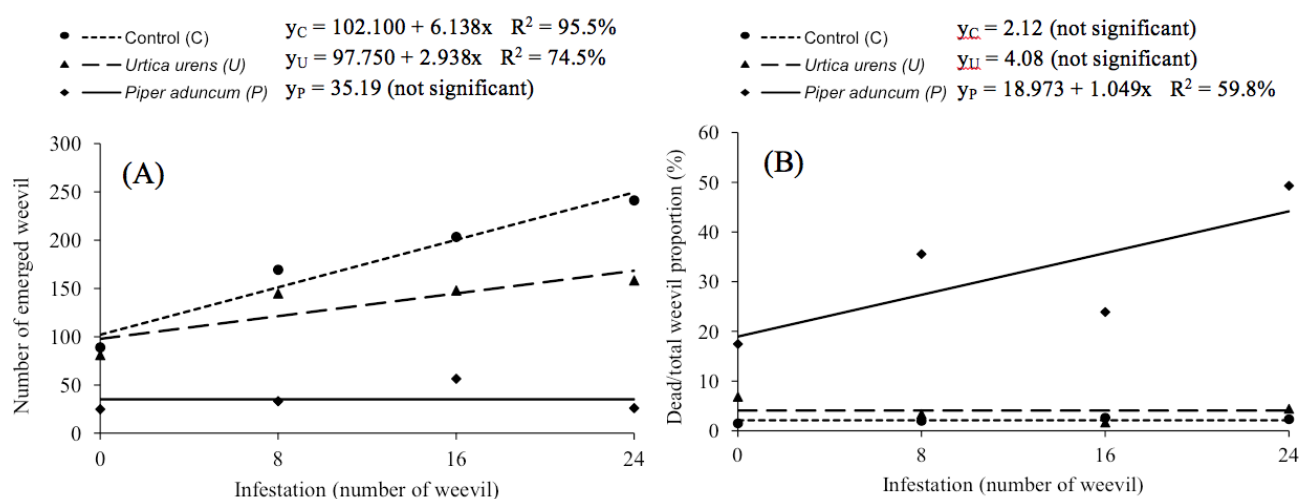 Control (C) y_C = 102.100 + 6.138x R² = 95.5%
Urtica urens (U) y_U = 97.750 + 2.938x R² = 74.5%
Piper aduncum (P) y_P = 35.19 (not significant)
(A)
Number of emerged weevil
300
250
200
150
100
50
0
0 8 16 24
Infestation (number of weevil)
Control (C) y_C = 2.12 (not significant)
Urtica urens (U) y_U = 4.08 (not significant)
Piper aduncum (P) y_P = 18.973 + 1.049x R² = 59.8%
(B)
Dead/total weevil proportion (%)
60
50
40
30
20
10
0
0 8 16 24
Infestation (number of weevil)